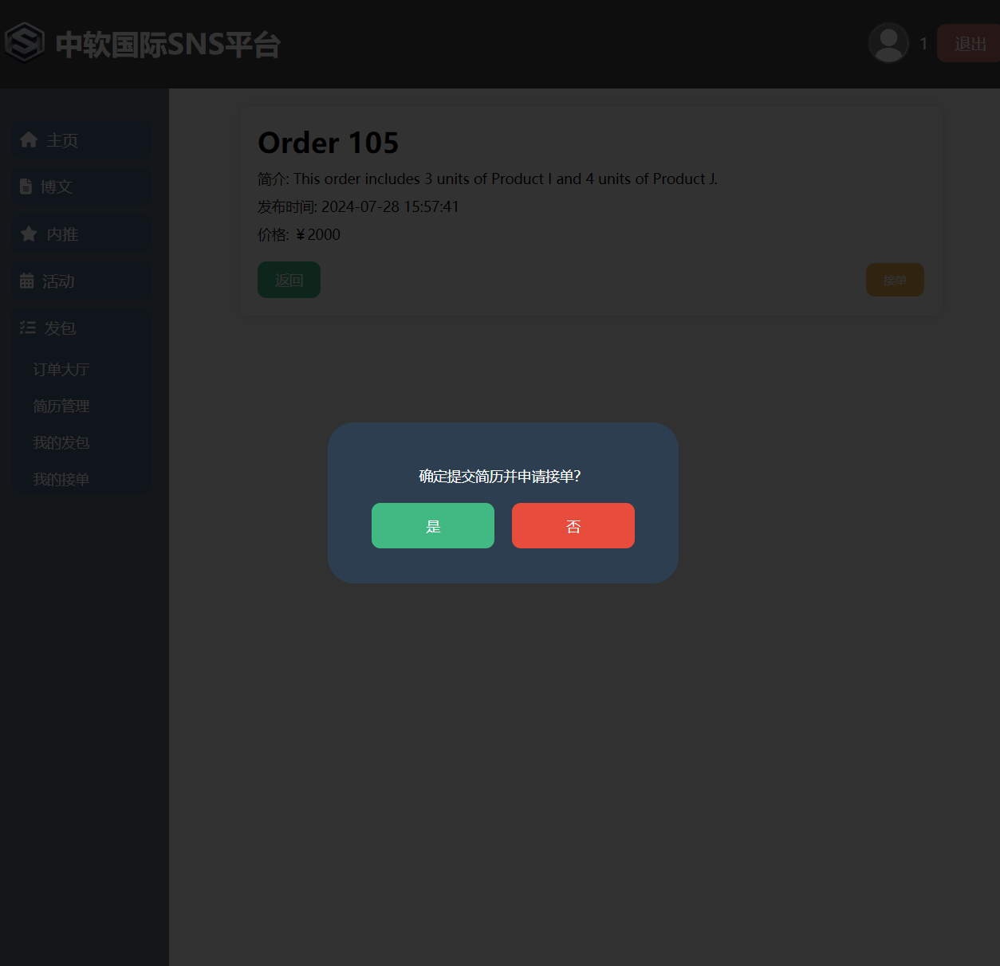 中软国际SNS平台
1
退出
主页
博文
内推
活动
发包
订单大厅
简历管理
我的发包
我的接单
Order 105
简介: This order includes 3 units of Product I and 4 units of Product J.
发布时间: 2024-07-28 15:57:41
价格: ￥2000
返回
接单
确定提交简历并申请接单?
是
否